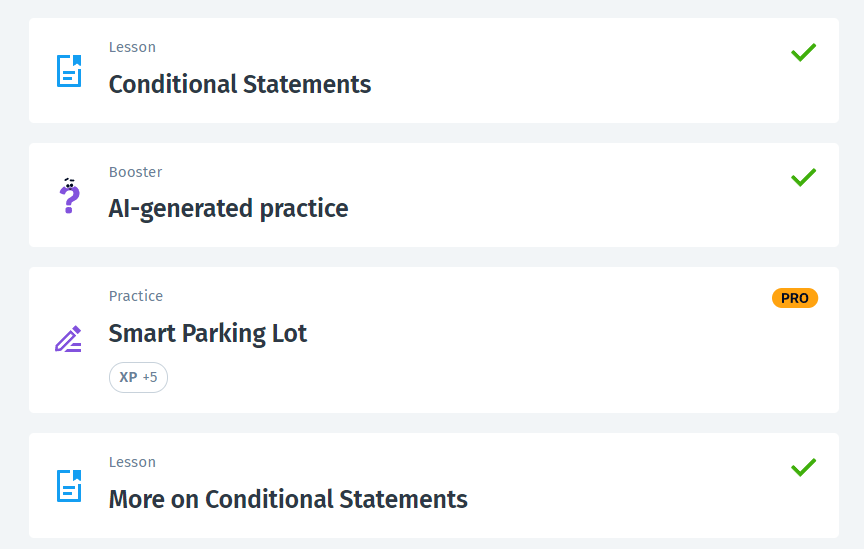 Lesson
Conditional Statements
Booster
AI-generated practice
Practice
PRO
Smart Parking Lot
XP +5
Lesson
More on Conditional Statements